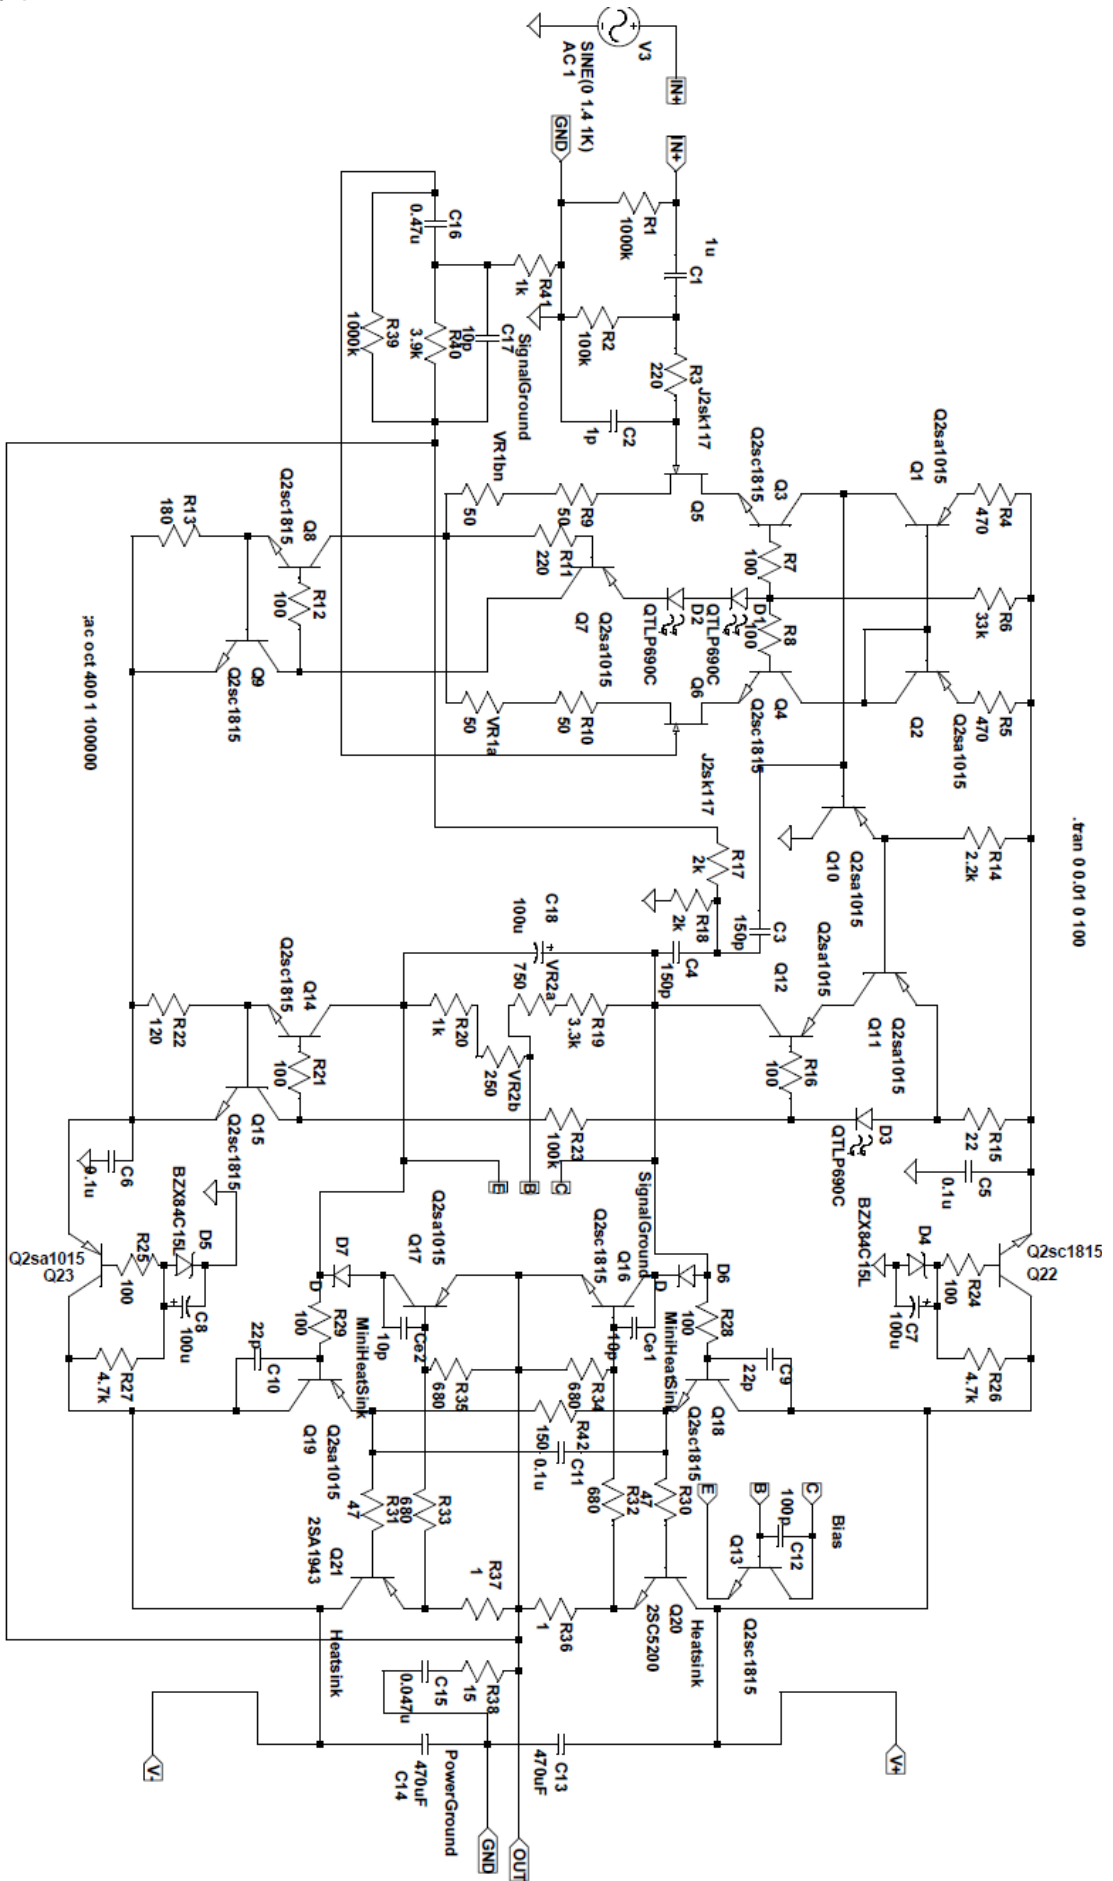 V3
SINE(0 1.4 1K)
AC 1
IN+
IN+
GND
R1
1000k
1u
C1
C16
0.47u
R41
1k
R2
100k
R39
1000k
R40
3.9k
C17
10p
SignalGround
R3
220
C2
1p
J2sk117
Q5
VR1bn
50
R9
50
Q2sc1815
Q3
Q2sa1015
Q1
R4
470
R13
180
Q2sc1815
Q8
R12
100
R11
220
R7
100
Q7
Q2sa1015
D2
QTLP690C
D1
QTLP690C
R8
100
R6
33k
Q9
Q2sc1815
VR1a
50
R10
50
Q6
J2sk117
Q4
Q2sc1815
Q2
Q2sa1015
R5
470
;ac oct 400 1 100000
.tran 0 0.01 0 100
R17
2k
R18
2k
Q10
Q2sa1015
R14
2.2k
C3
150p
C4
150p
C18
100u
VR2a
750
R19
3.3k
R20
1k
VR2b
250
Q12
Q2sa1015
Q11
Q2sa1015
R16
100
R22
120
Q2sc1815
Q14
R21
100
Q15
Q2sc1815
R23
100k
D3
QTLP690C
R15
22
C6
0.1u
C5
0.1u
E
B
C
SignalGround
BZX84C15L
D5
R25
100
Q2sa1015
Q23
C8
100u
R27
4.7k
D7
D
Q2sa1015
Q17
Q2sc1815
Q16
D6
D
R29
100
Ce2
10p
Ce1
10p
R28
100
BZX84C15L
D4
R24
100
Q2sc1815
Q22
C7
100u
R26
4.7k
C10
22p
MiniHeatSink
R35
680
R34
680
MiniHeatSink
C9
22p
Q19
Q2sa1015
R42
150
C11
0.1u
Q18
Q2sc1815
R31
47
R33
680
R32
680
R30
47
E
B
C
Bias
C12
100p
Q13
Q2sc1815
2SA1943
Q21
R37
1
R36
1
2SC5200
Q20
Heatsink
Heatsink
C15
0.047u
R38
15
C14
470uF
PowerGround
C13
470uF
V-
V+
GND
OUT